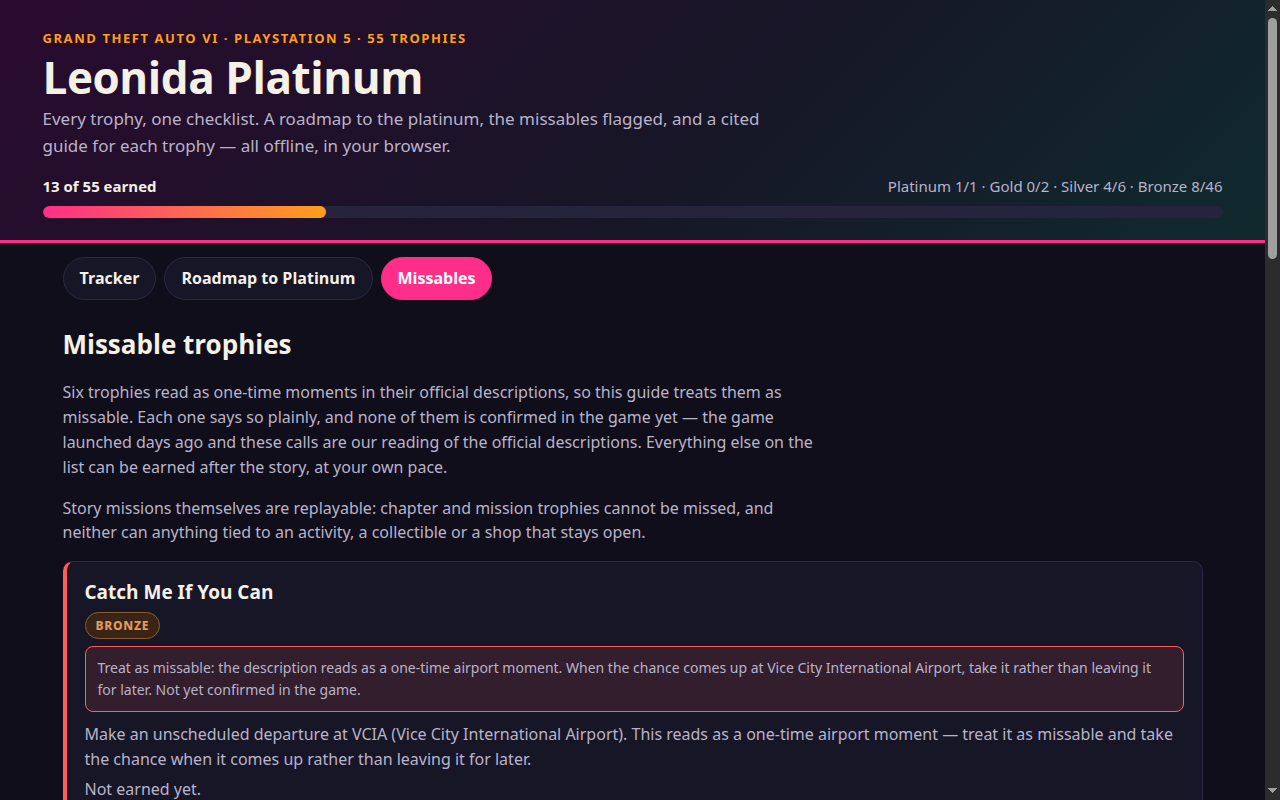 GRAND THEFT AUTO VI · PLAYSTATION 5 · 55 TROPHIES
Leonida Platinum
Every trophy, one checklist. A roadmap to the platinum, the missables flagged, and a cited
guide for each trophy — all offline, in your browser.
13 of 55 earned
Platinum 1/1 · Gold 0/2 · Silver 4/6 · Bronze 8/46
Tracker
Roadmap to Platinum
Missables
Missable trophies
Six trophies read as one-time moments in their official descriptions, so this guide treats them as
missable. Each one says so plainly, and none of them is confirmed in the game yet — the game
launched days ago and these calls are our reading of the official descriptions. Everything else on the
list can be earned after the story, at your own pace.
Story missions themselves are replayable: chapter and mission trophies cannot be missed, and
neither can anything tied to an activity, a collectible or a shop that stays open.
Catch Me If You Can
BRONZE
Treat as missable: the description reads as a one-time airport moment. When the chance comes up at Vice City International Airport, take it rather than leaving it
for later. Not yet confirmed in the game.
Make an unscheduled departure at VCIA (Vice City International Airport). This reads as a one-time airport moment — treat it as missable and take
the chance when it comes up rather than leaving it for later.
Not earned yet.